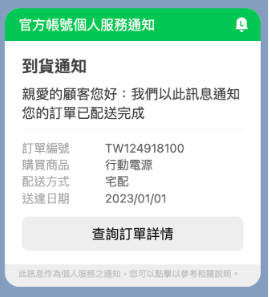 官方帳號個人服務通知
到貨通知
親愛的顧客您好：我們以此訊息通知
您的訂單已配送完成
訂單編號 TW124918100
購買商品 行動電源
配送方式 宅配
送達日期 2023/01/01
查詢訂單詳情
此訊息作為個人服務之通知，您可以點擊以參考相關說明。